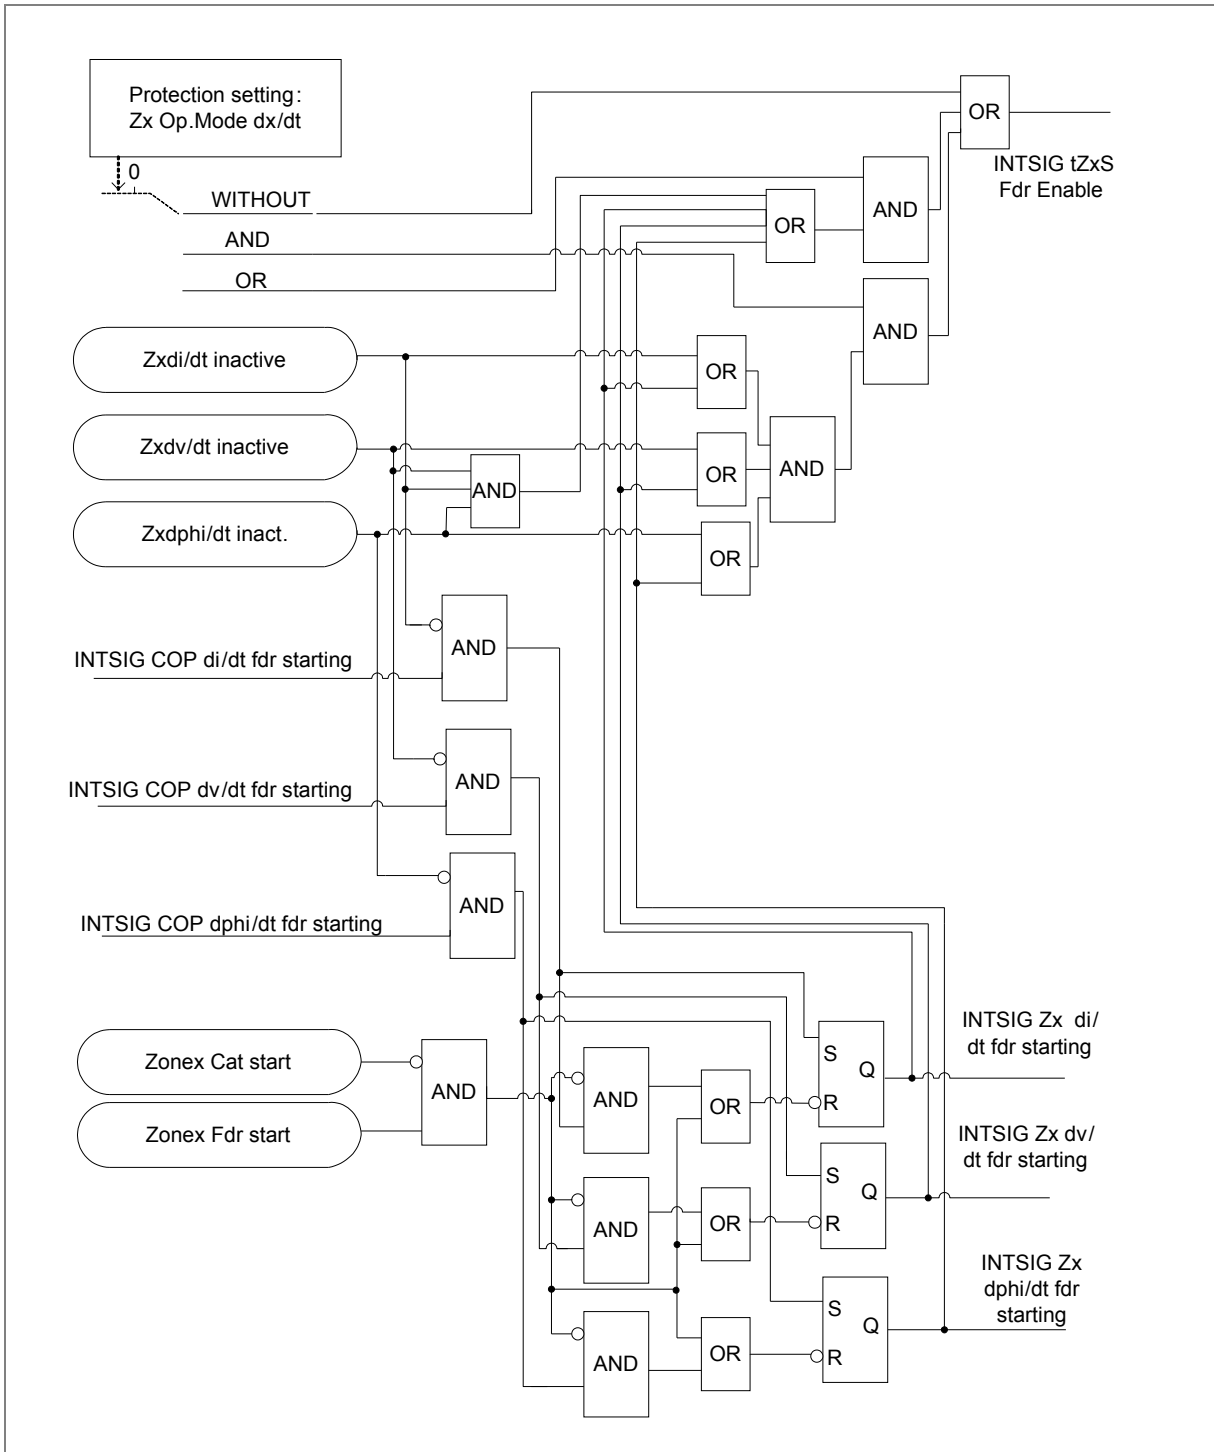 Protection setting:
Zx Op.Mode dx/dt
0
WITHOUT
AND
OR
OR
INTSIG tZxS
Fdr Enable
AND
OR
AND
Zxdi/dt inactive
OR
Zxdv/dt inactive
OR
AND
AND
Zxdphi/dt inact.
OR
AND
INTSIG COP di/dt fdr starting
AND
INTSIG COP dv/dt fdr starting
AND
INTSIG COP dphi/dt fdr starting
Zonex Cat start
Zonex Fdr start
AND
AND
OR
S
Q
R
INTSIG Zx di/
dt fdr starting
AND
OR
S
Q
R
INTSIG Zx dv/
dt fdr starting
AND
OR
S
Q
R
INTSIG Zx
dphi/dt fdr
starting